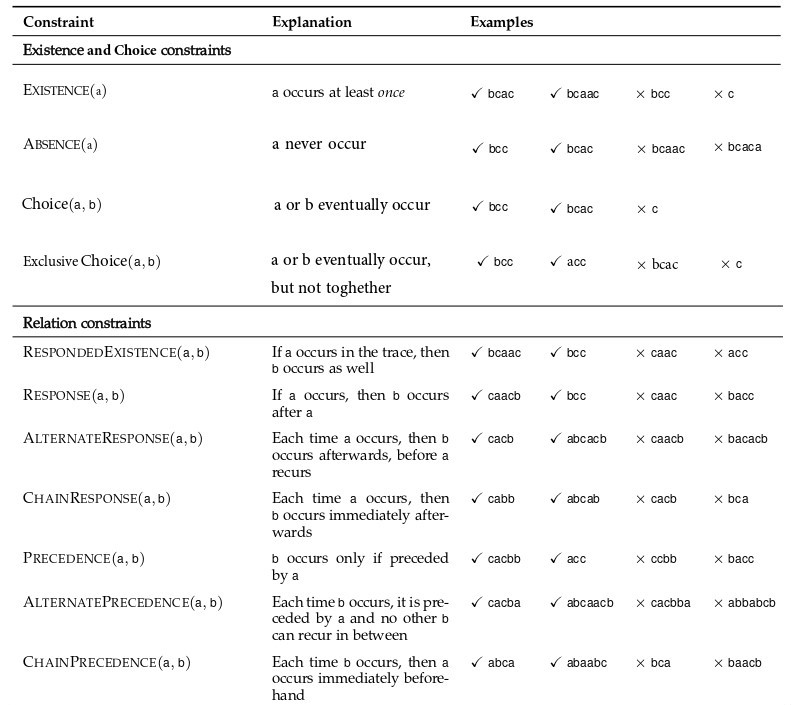 Constraint Explanation Examples
Existence and Choice constraints
EXISTENCE(a) a occurs at least once ✓ bcac ✓ bcaac × bcc × c
ABSENCE(a) a never occur ✓ bcc ✓ bcac × bcaac × bcaca
Choice(a, b) a or b eventually occur ✓ bcc ✓ bcac × c
Exclusive Choice(a, b) a or b eventually occur, ✓ bcc ✓ acc × bcac × c
but not toghether
Relation constraints
RESPONDEDEXISTENCE(a, b) If a occurs in the trace, then ✓ bcaac ✓ bcc × caac × acc
b occurs as well
RESPONSE(a, b) If a occurs, then b occurs ✓ caacb ✓ bcc × caac × bacc
after a
ALTERNATERESPONSE(a, b) Each time a occurs, then b ✓ cacb ✓ abcacb × caacb × bacacb
occurs afterwards, before a
recurs
CHAINRESPONSE(a, b) Each time a occurs, then ✓ cabb ✓ abcab × cacb × bca
b occurs immediately after-
wards
PRECEDENCE(a, b) b occurs only if preceded ✓ cacbb ✓ acc × ccbb × bacc
by a
ALTERNATEPRECEDENCE(a, b) Each time b occurs, it is pre- ✓ cacba ✓ abcaacb × cacbba × abbabcb
ceded by a and no other b
can recur in between
CHAINPRECEDENCE(a, b) Each time b occurs, then a ✓ abca ✓ abaabc × bca × baacb
occurs immediately before-
hand